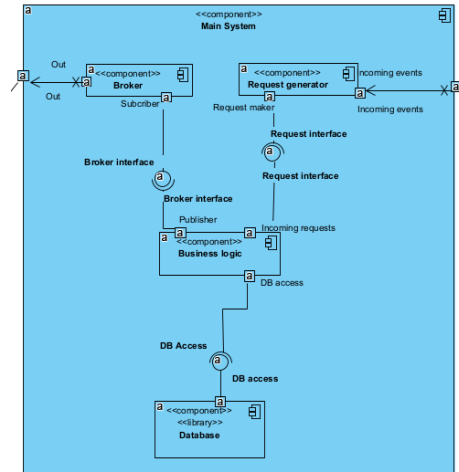 a
<<component>>
Main System
a
Out
Out
a
a
<<component>>
Broker
a
Subcriber
a
<<component>>
Request generator
a
Request maker
a
Incoming events
Incoming events
a
Broker interface
a
Broker interface
Request interface
a
Request interface
Publisher
a
a
Incoming requests
a
<<component>>
Business logic
a
DB access
DB Access
a
DB access
a
a
<<component>>
<<library>>
Database